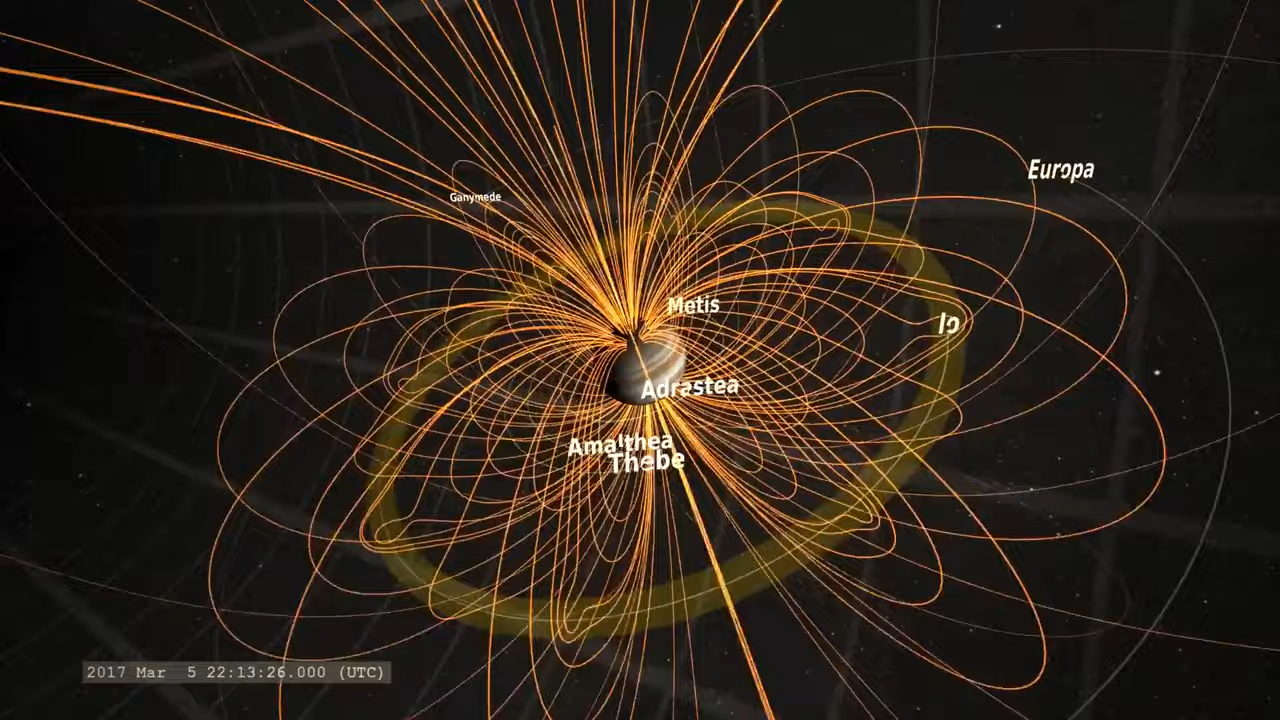 Europa
Ganymede
Metis
Io
Adrastea
Amalthea
Thebe
2017 Mar  5 22:13:26.000 (UTC)